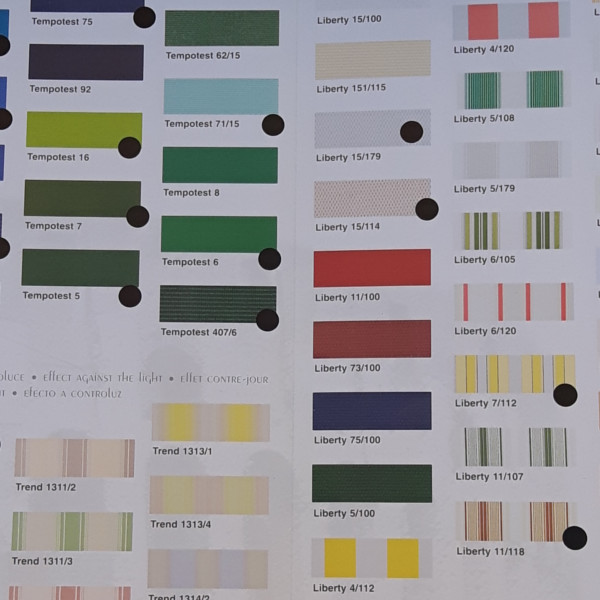 Tempotest 75
Tempotest 92
Tempotest 16
Tempotest 7
Tempotest 5
Tempotest 62/15
Tempotest 71/15
Tempotest 8
Tempotest 6
Tempotest 407/6
effect against the light • effet contre-jour
• efecto a controluz
Trend 1311/2
Trend 1311/3
Trend 1313/1
Trend 1313/4
Trend 1314/2
Liberty 15/100
Liberty 151/115
Liberty 15/179
Liberty 15/114
Liberty 11/100
Liberty 73/100
Liberty 75/100
Liberty 5/100
Liberty 4/112
Liberty 4/120
Liberty 5/108
Liberty 5/179
Liberty 6/105
Liberty 6/120
Liberty 7/112
Liberty 11/107
Liberty 11/118